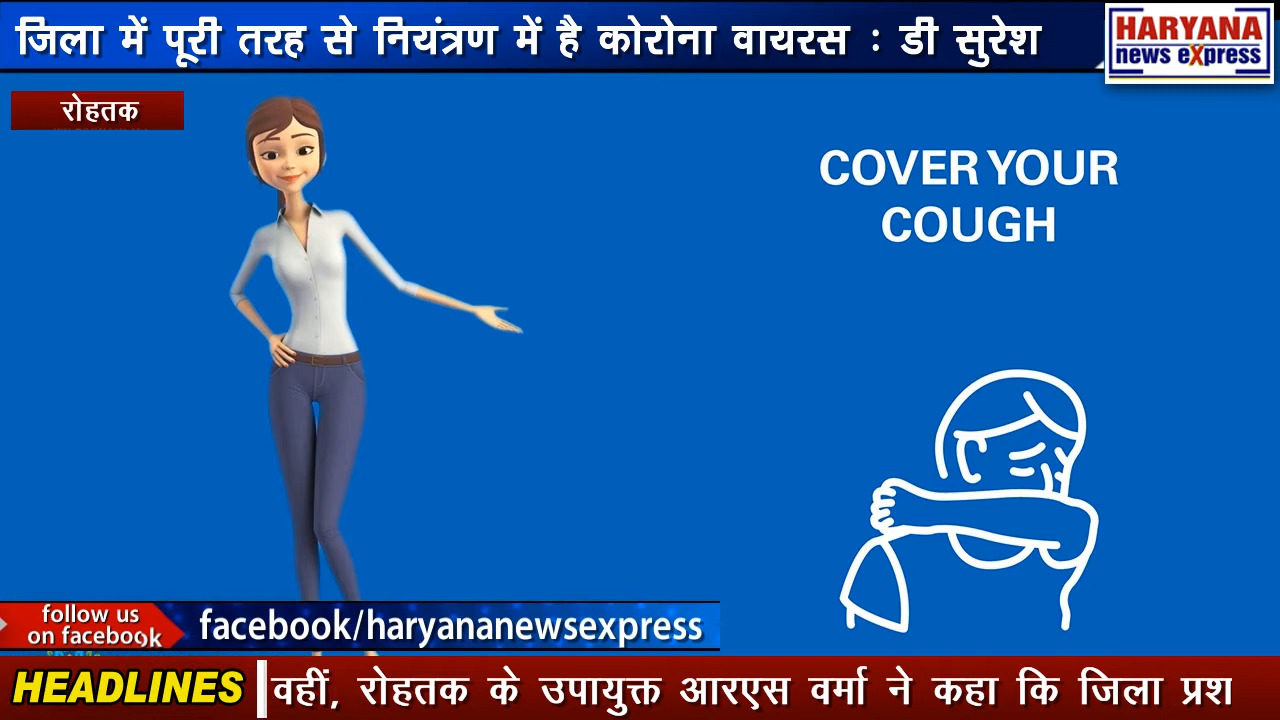 जिला में पूरी तरह से नियंत्रण में है कोरोना वायरस : डी सुरेश
HARYANA
news express
रोहतक
COVER YOUR
COUGH
follow us
on facebook
facebook/haryananewsexpress
HEADLINES
वहीं, रोहतक के उपायुक्त आरएस वर्मा ने कहा कि जिला प्रश